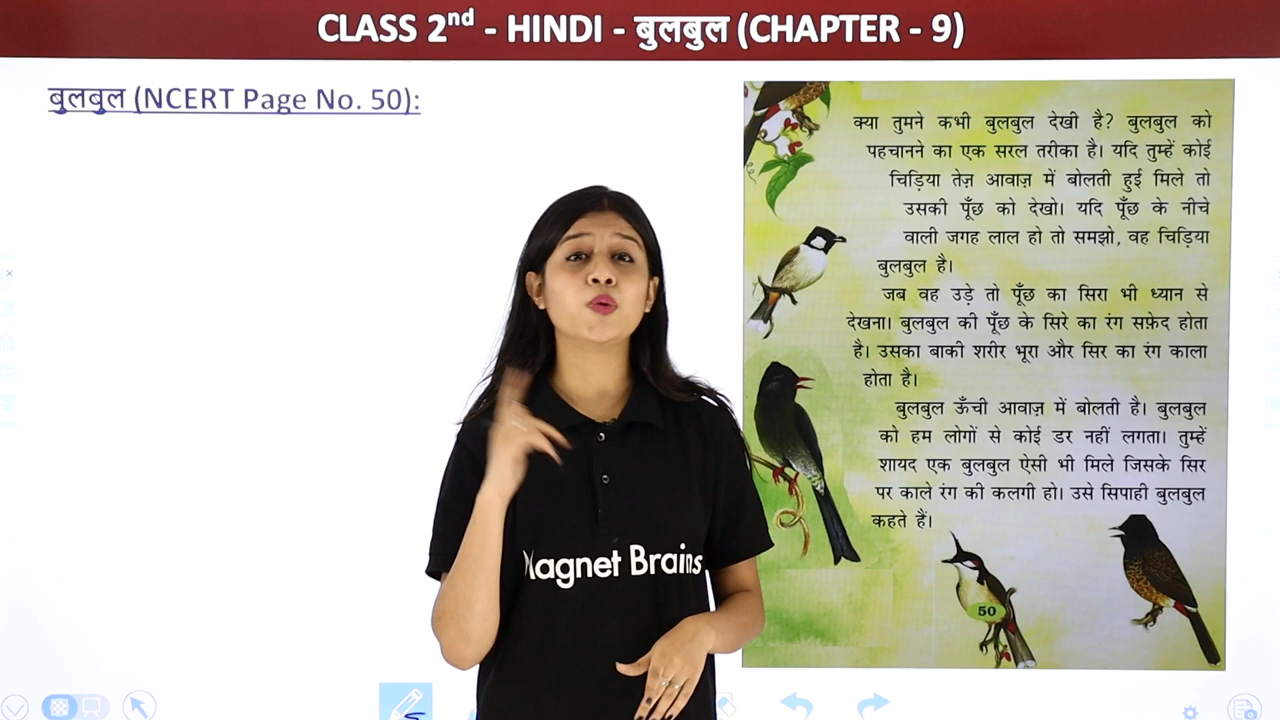 CLASS 2nd - HINDI - बुलबुल (CHAPTER - 9)
बुलबुल (NCERT Page No. 50):
क्या तुमने कभी बुलबुल देखी है? बुलबुल को
पहचानने का एक सरल तरीका है। यदि तुम्हें कोई
चिड़िया तेज़ आवाज़ में बोलती हुई मिले तो
उसकी पूँछ को देखो। यदि पूँछ के नीचे
वाली जगह लाल हो तो समझो, वह चिड़िया
बुलबुल है।
जब वह उड़े तो पूँछ का सिरा भी ध्यान से
देखना। बुलबुल की पूँछ के सिरे का रंग सफ़ेद होता
है। उसका बाकी शरीर भूरा और सिर का रंग काला
होता है।
बुलबुल ऊँची आवाज़ में बोलती है। बुलबुल
को हम लोगों से कोई डर नहीं लगता। तुम्हें
शायद एक बुलबुल ऐसी भी मिले जिसके सिर
पर काले रंग की कलगी हो। उसे सिपाही बुलबुल
कहते हैं।
50
Magnet Brains